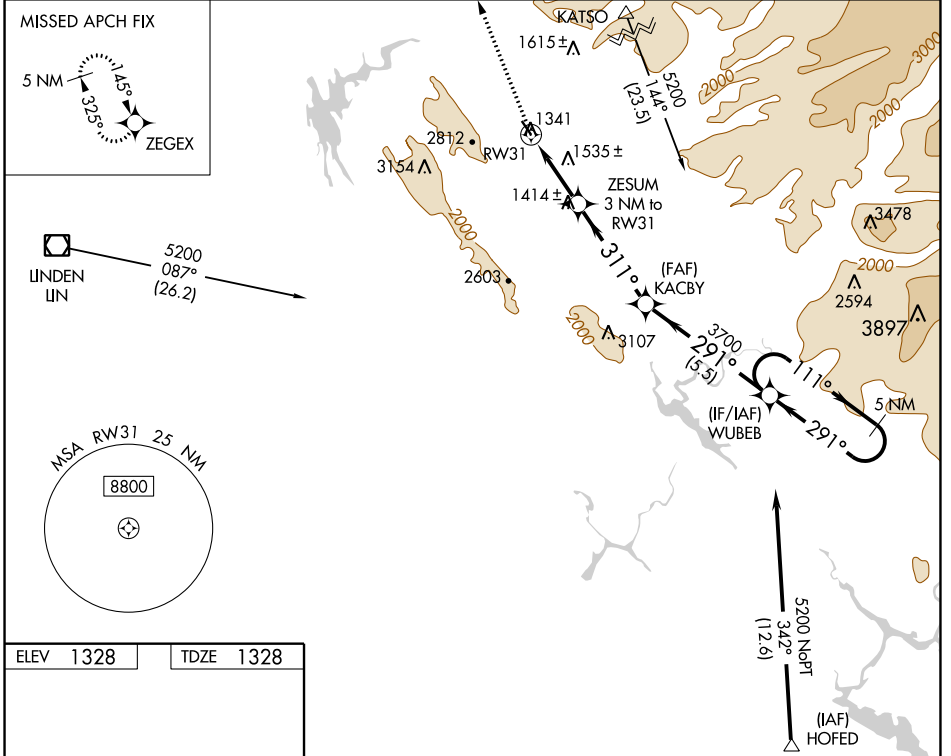 MISSED APCH FIX
5 NM
145°
325°
ZEGEX
KATSO
1615±
5200
144°
(23.5)
2000
3000
2000
2812
RW31
1341
1535±
3154
1414±
ZESUM
3 NM to
RW31
2000
3478
LINDEN
LIN
5200
087°
(26.2)
2603
311°
(FAF)
KACBY
2000
2594
3897
2000
3107
3700
291°
(5.5)
111°
5 NM
(IF/IAF)
WUBEB
291°
MSA RW31 25 NM
8800
5200 NoPT
342°
(12.6)
(IAF)
HOFED
ELEV 1328
TDZE 1328